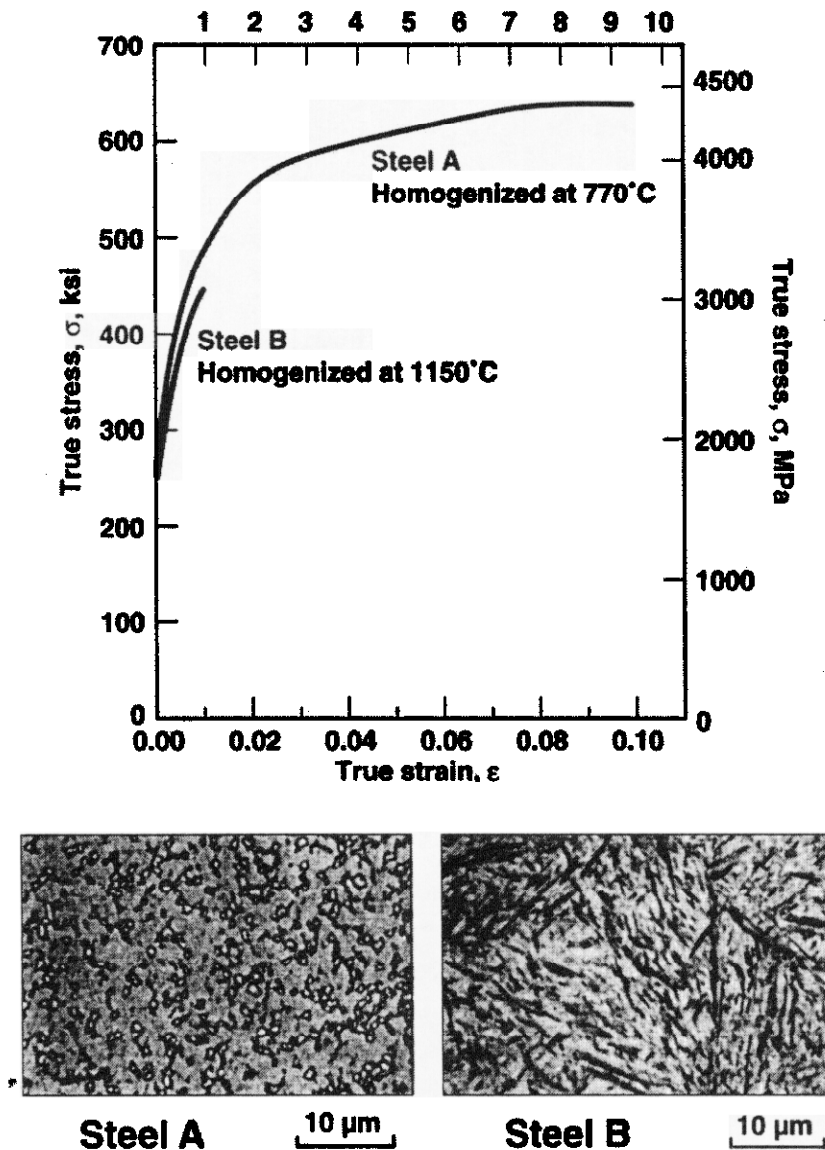 1 2 3 4 5 6 7 8 9 10
700
600
500
400
300
200
100
0
True stress, σ, ksi
4500
4000
3000
2000
1000
0
True stress, σ, MPa
Steel A
Homogenized at 770°C
Steel B
Homogenized at 1150°C
0.00 0.02 0.04 0.06 0.08 0.10
True strain, ε
Steel A 10 µm Steel B 10 µm